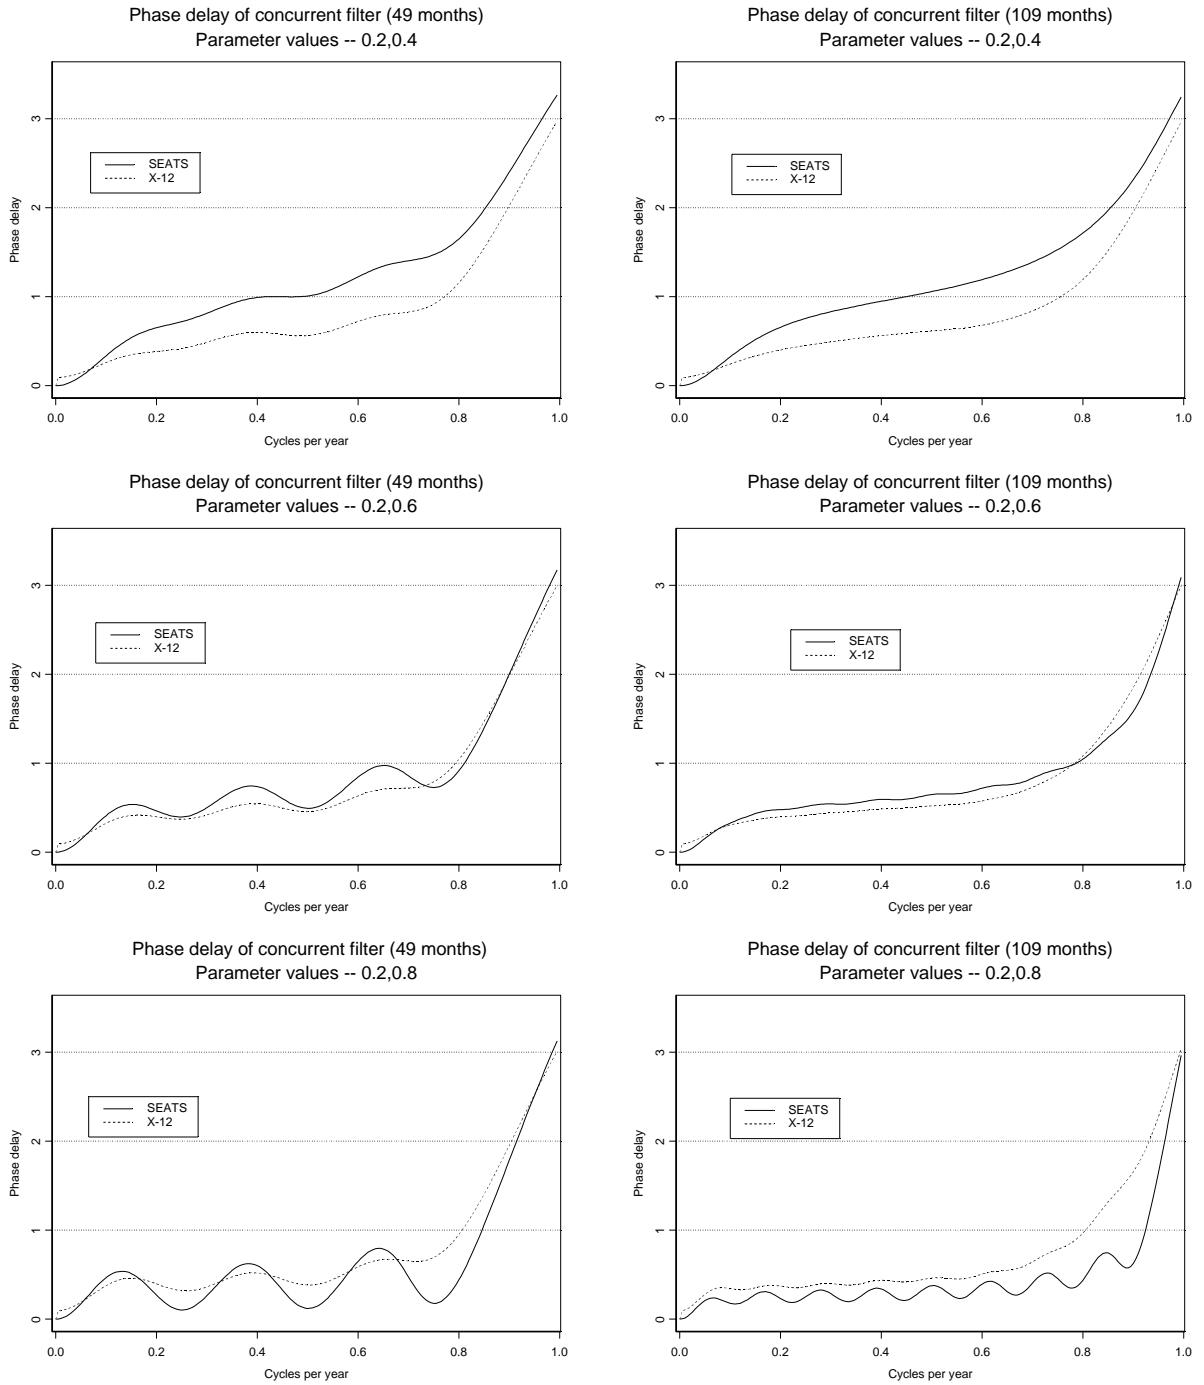 Phase delay of concurrent filter (49 months)
Parameter values -- 0.2,0.4
Phase delay
3
2
1
0
SEATS
X-12
0.0 0.2 0.4 0.6 0.8 1.0
Cycles per year
Phase delay of concurrent filter (109 months)
Parameter values -- 0.2,0.4
Phase delay
3
2
1
0
SEATS
X-12
0.0 0.2 0.4 0.6 0.8 1.0
Cycles per year
Phase delay of concurrent filter (49 months)
Parameter values -- 0.2,0.6
Phase delay
3
2
1
0
SEATS
X-12
0.0 0.2 0.4 0.6 0.8 1.0
Cycles per year
Phase delay of concurrent filter (109 months)
Parameter values -- 0.2,0.6
Phase delay
3
2
1
0
SEATS
X-12
0.0 0.2 0.4 0.6 0.8 1.0
Cycles per year
Phase delay of concurrent filter (49 months)
Parameter values -- 0.2,0.8
Phase delay
3
2
1
0
SEATS
X-12
0.0 0.2 0.4 0.6 0.8 1.0
Cycles per year
Phase delay of concurrent filter (109 months)
Parameter values -- 0.2,0.8
Phase delay
3
2
1
0
SEATS
X-12
0.0 0.2 0.4 0.6 0.8 1.0
Cycles per year